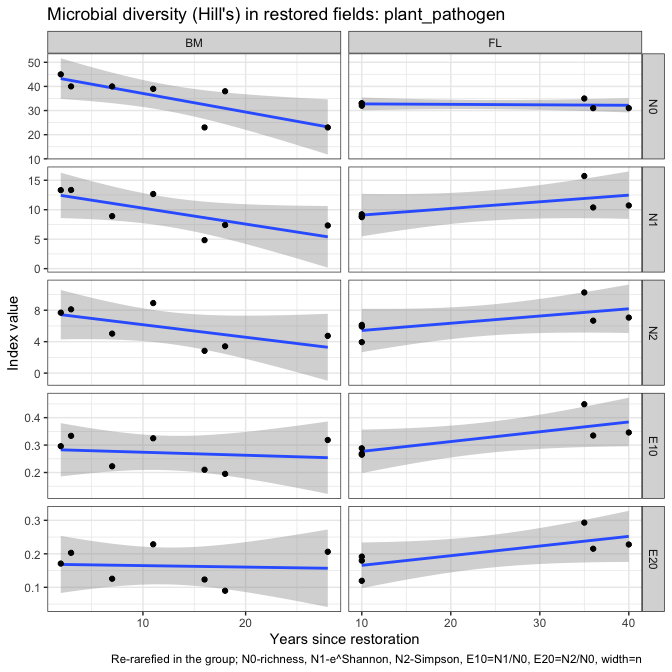 Microbial diversity (Hill's) in restored fields: plant_pathogen
BM
FL
50
40
30
20
10
N0
15
10
5
0
N1
8
4
0
N2
0.4
0.3
0.2
E10
0.3
0.2
0.1
E20
Index value
10
20
10
20
30
40
Years since restoration
Re-rarefied in the group; N0-richness, N1-e^Shannon, N2-Simpson, E10=N1/N0, E20=N2/N0, width=n